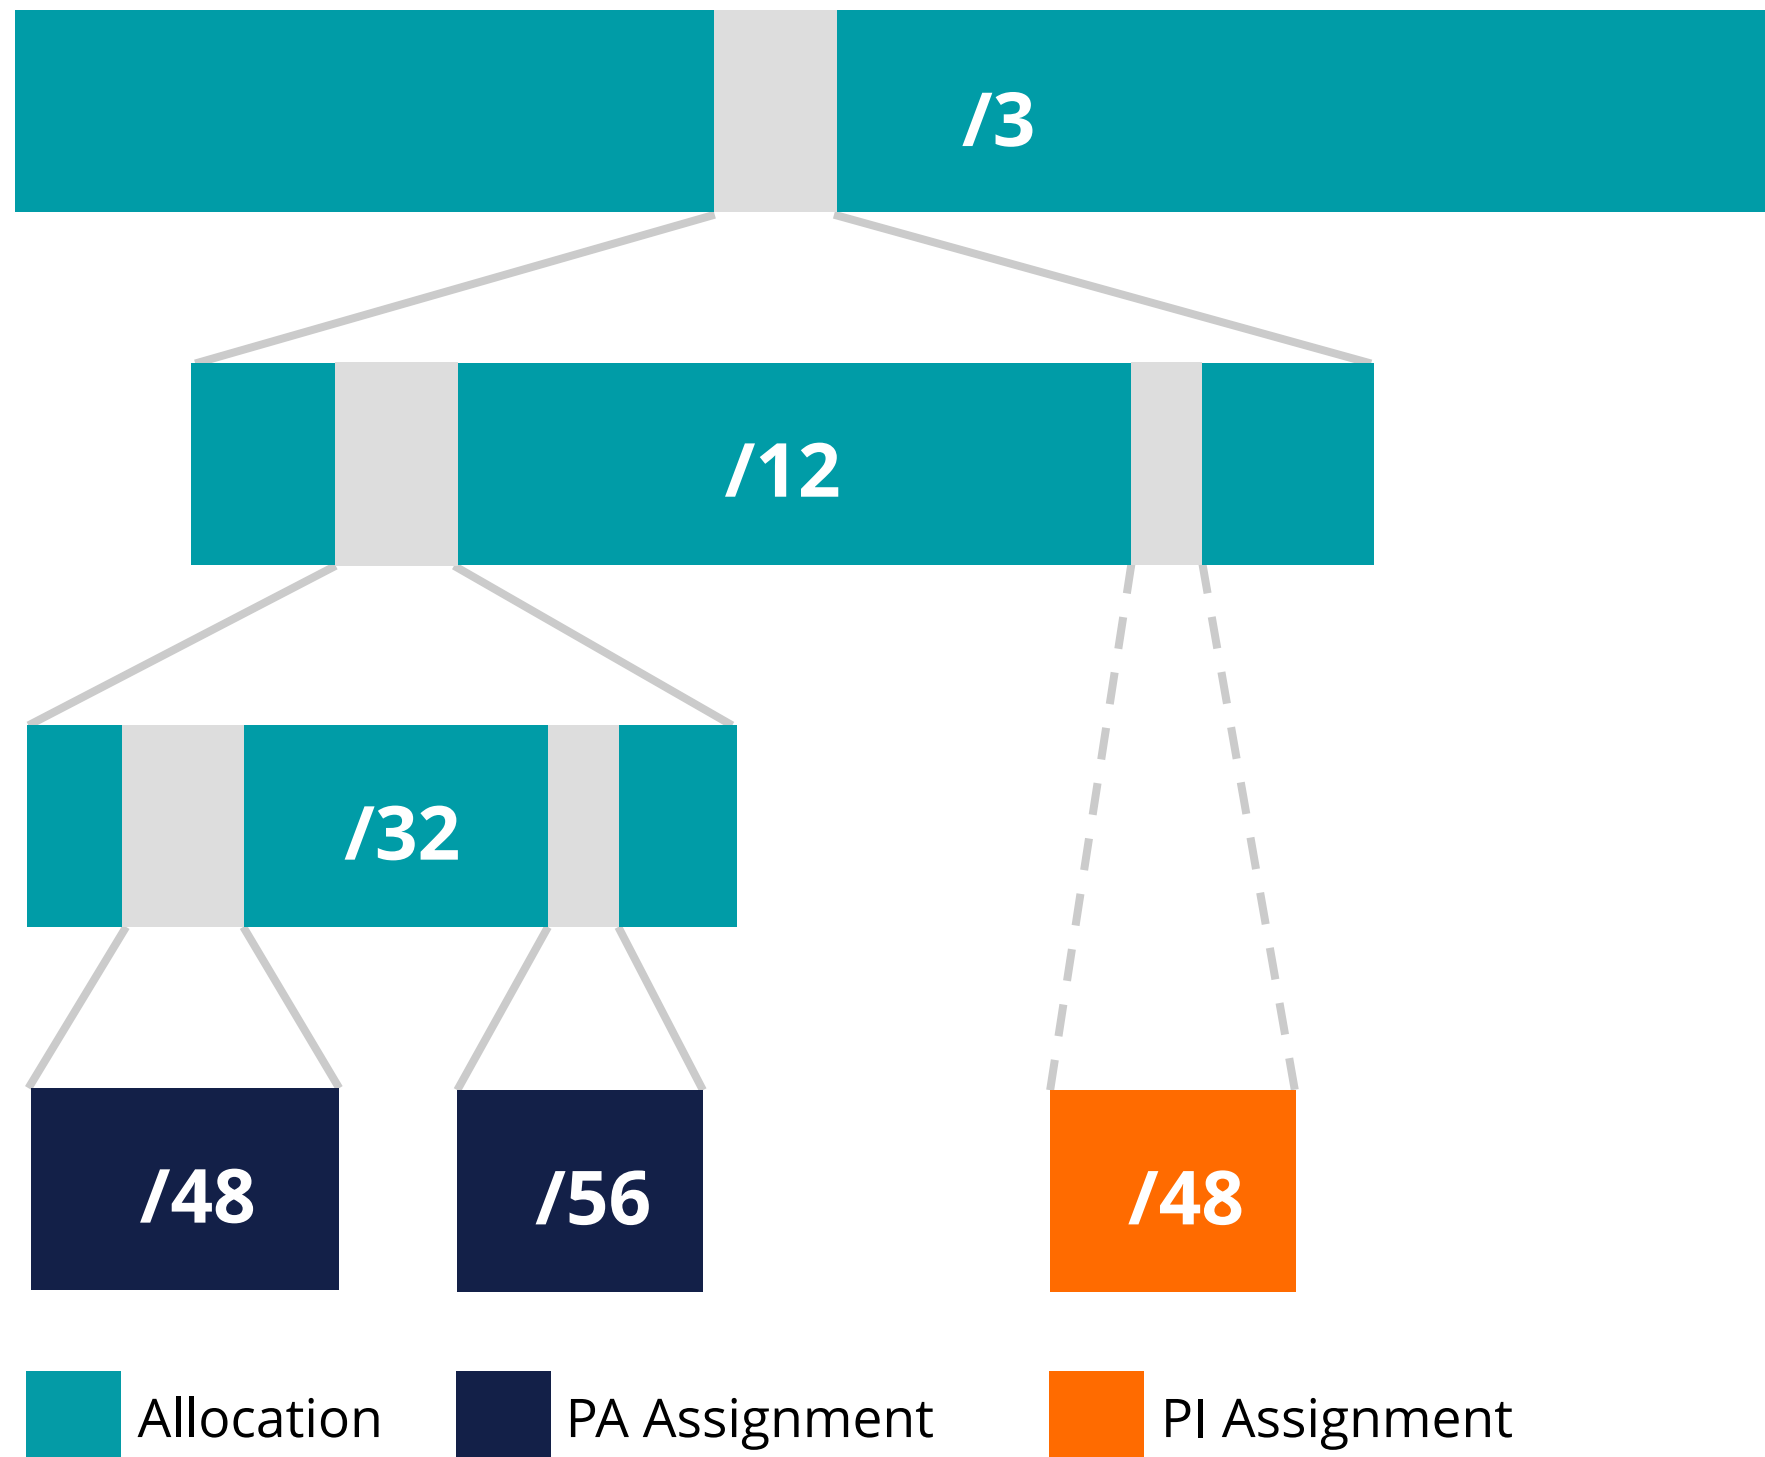 /3
/12
/32
/48 /56 /48
Allocation PA Assignment PI Assignment